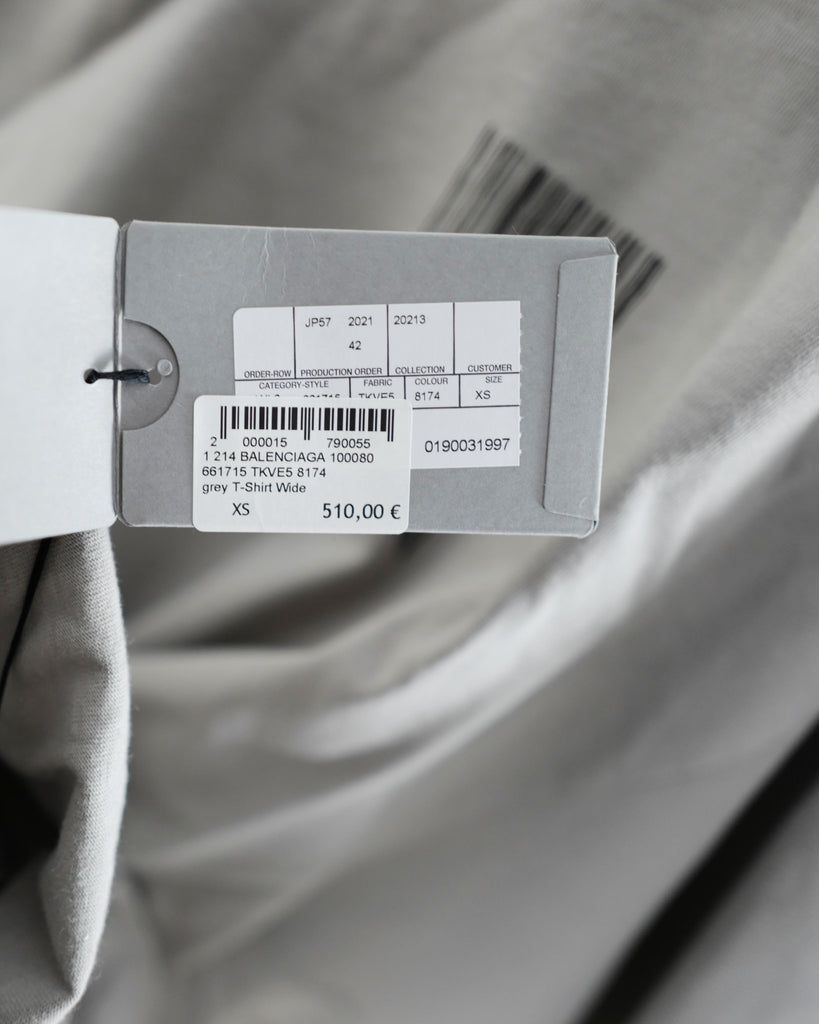 JP57 2021 20213
42
ORDER-ROW PRODUCTION ORDER COLLECTION CUSTOMER
CATEGORY-STYLE FABRIC COLOUR SIZE
TKVE5 8174 XS
0190031997
2 000015 790055
1 214 BALENCIAGA 100080
661715 TKVE5 8174
grey T-Shirt Wide
XS 510,00 €